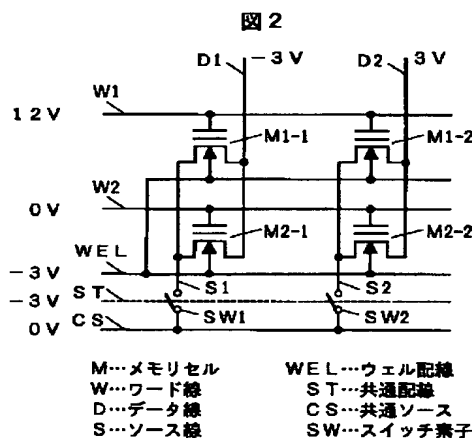 図2
D1 -3V D2 3V
W1
12V
M1-1 M1-2
W2
0V
M2-1 M2-2
WEL
-3V
S1 S2
ST
-3V
CS SW1 SW2
0V
M…メモリセル WEL…ウェル配線
W…ワード線 ST…共通配線
D…データ線 CS…共通ソース
S…ソース線 SW…スイッチ素子